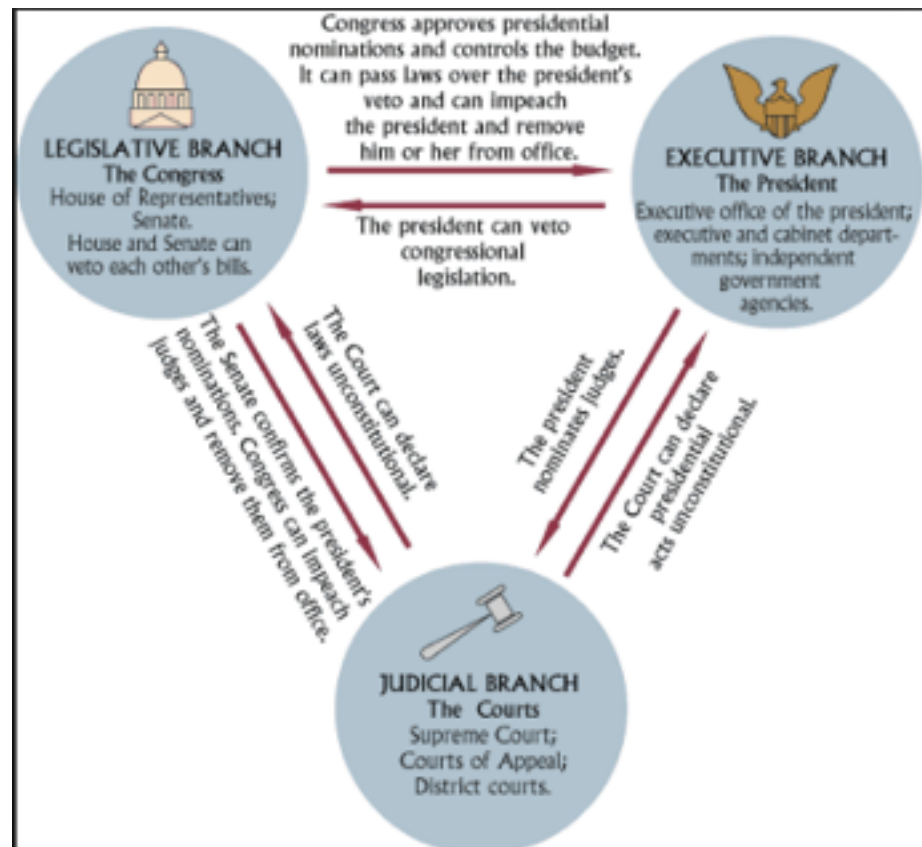 Congress approves presidential
nominations and controls the budget.
It can pass laws over the president's
veto and can impeach
the president and remove
him or her from office.
LEGISLATIVE BRANCH
The Congress
House of Representatives;
Senate.
House and Senate can
veto each other's bills.
EXECUTIVE BRANCH
The President
Executive office of the president;
executive and cabinet depart-
ments; independent
government
agencies.
The president can veto
congressional
legislation.
The Senate confirms the president's
nominations. Congress can impeach
judges and remove them from office.
The Court can declare
laws unconstitutional.
The president
nominates judges.
The Court can declare
presidential
acts unconstitutional.
JUDICIAL BRANCH
The Courts
Supreme Court;
Courts of Appeal;
District courts.